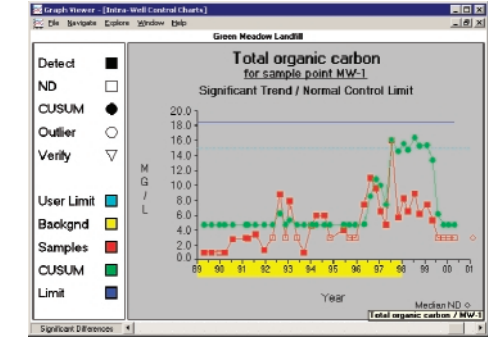 Graph Viewer - [Intra-Well Control Charts]
File Navigate Explore Window Help
Green Meadow Landfill
Detect
ND
CUSUM
Outlier
Verify
User Limit
Backgnd
Samples
CUSUM
Limit
Total organic carbon
for sample point MW-1
Significant Trend / Normal Control Limit
MG/L
20.0
18.0
16.0
14.0
12.0
10.0
8.0
6.0
4.0
2.0
0.0
89 90 91 92 93 94 95 96 97 98 99 00 01
Year
Median ND
Total organic carbon / MW-1
Significant Differences